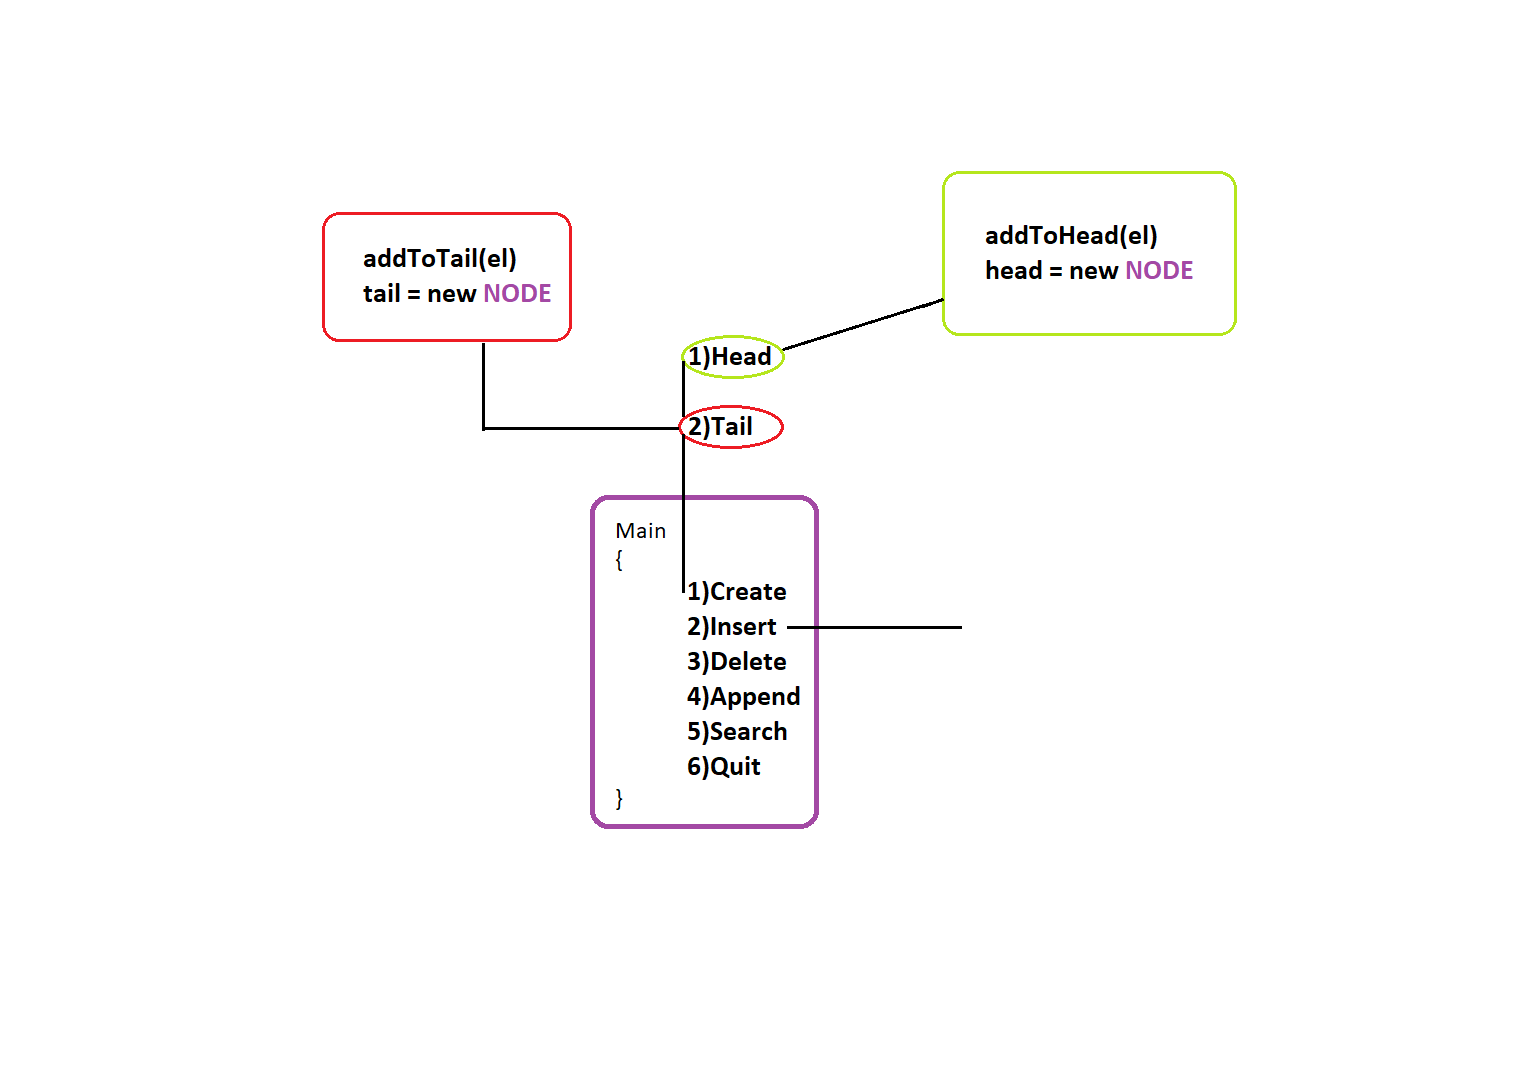 addToTail(el)
tail = new NODE
addToHead(el)
head = new NODE
1)Head
2)Tail
Main
{
1)Create
2)Insert
3)Delete
4)Append
5)Search
6)Quit
}